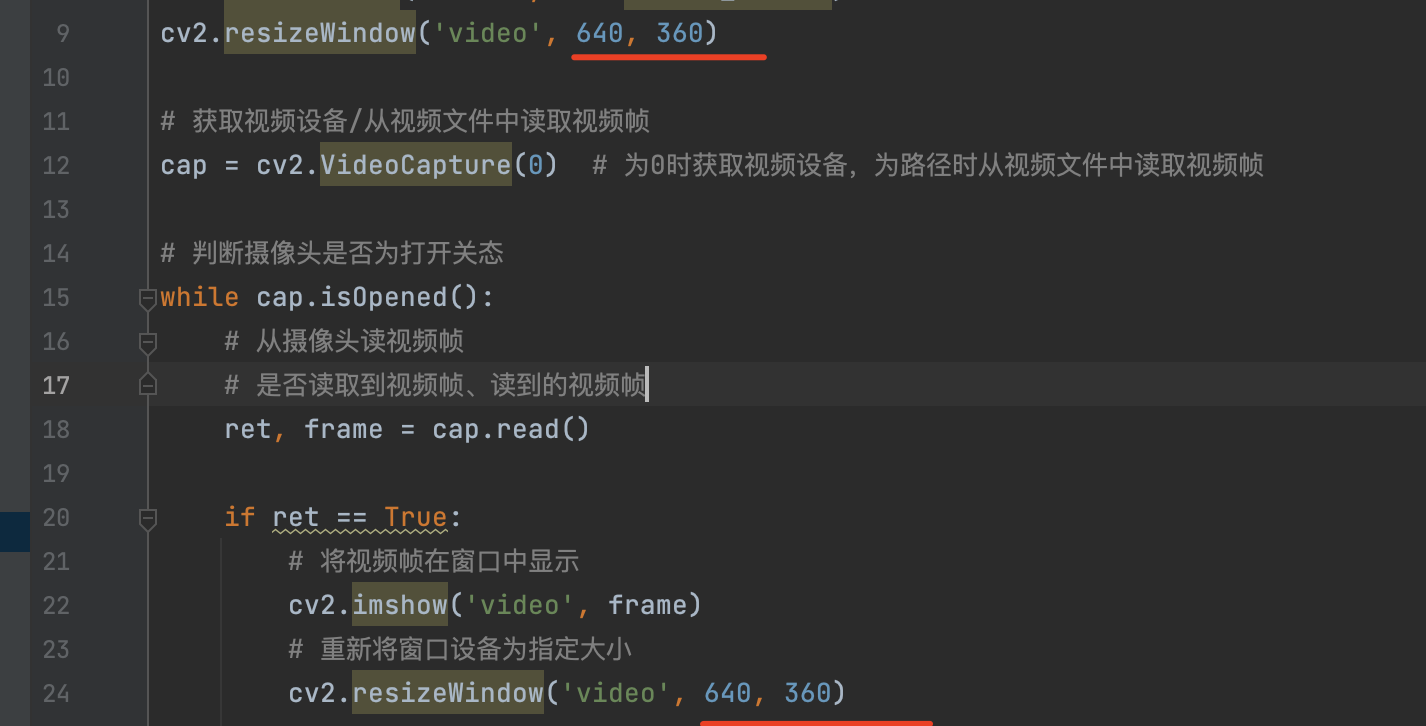 9 cv2.resizeWindow('video', 640, 360)
10
11 # 获取视频设备/从视频文件中读取视频帧
12 cap = cv2.VideoCapture(0)  # 为0时获取视频设备，为路径时从视频文件中读取视频帧
13
14 # 判断摄像头是否为打开关态
15 while cap.isOpened():
16     # 从摄像头读视频帧
17     # 是否读取到视频帧、读到的视频帧
18     ret, frame = cap.read()
19
20     if ret == True:
21         # 将视频帧在窗口中显示
22         cv2.imshow('video', frame)
23         # 重新将窗口设备为指定大小
24         cv2.resizeWindow('video', 640, 360)